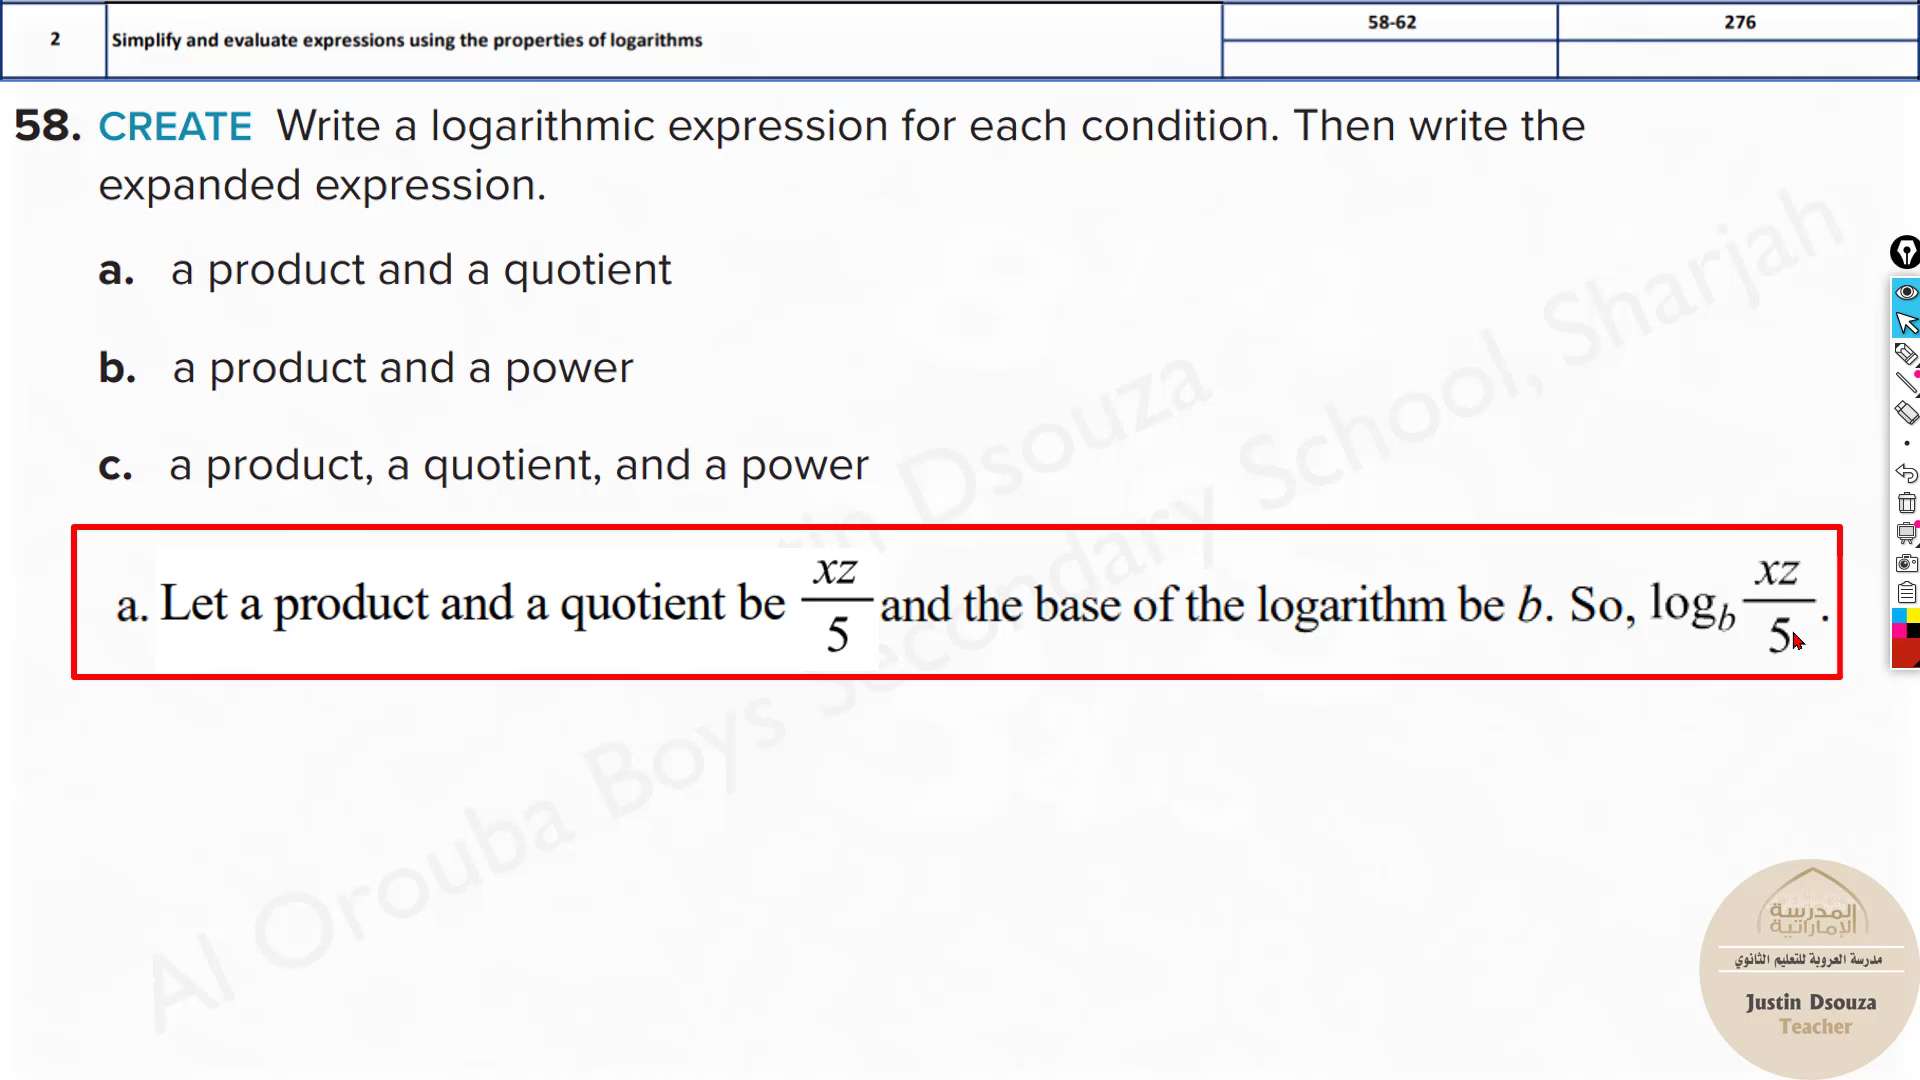 2 Simplify and evaluate expressions using the properties of logarithms 58-62 276
58. CREATE Write a logarithmic expression for each condition. Then write the
expanded expression.
a. a product and a quotient
b. a product and a power
c. a product, a quotient, and a power
a. Let a product and a quotient be xz/5 and the base of the logarithm be b. So, log_b xz/5.
Justin Dsouza
Al Orouba Boys Secondary School, Sharjah
المدرسة
الإماراتية
مدرسة العروبة للتعليم الثانوي
Justin Dsouza
Teacher